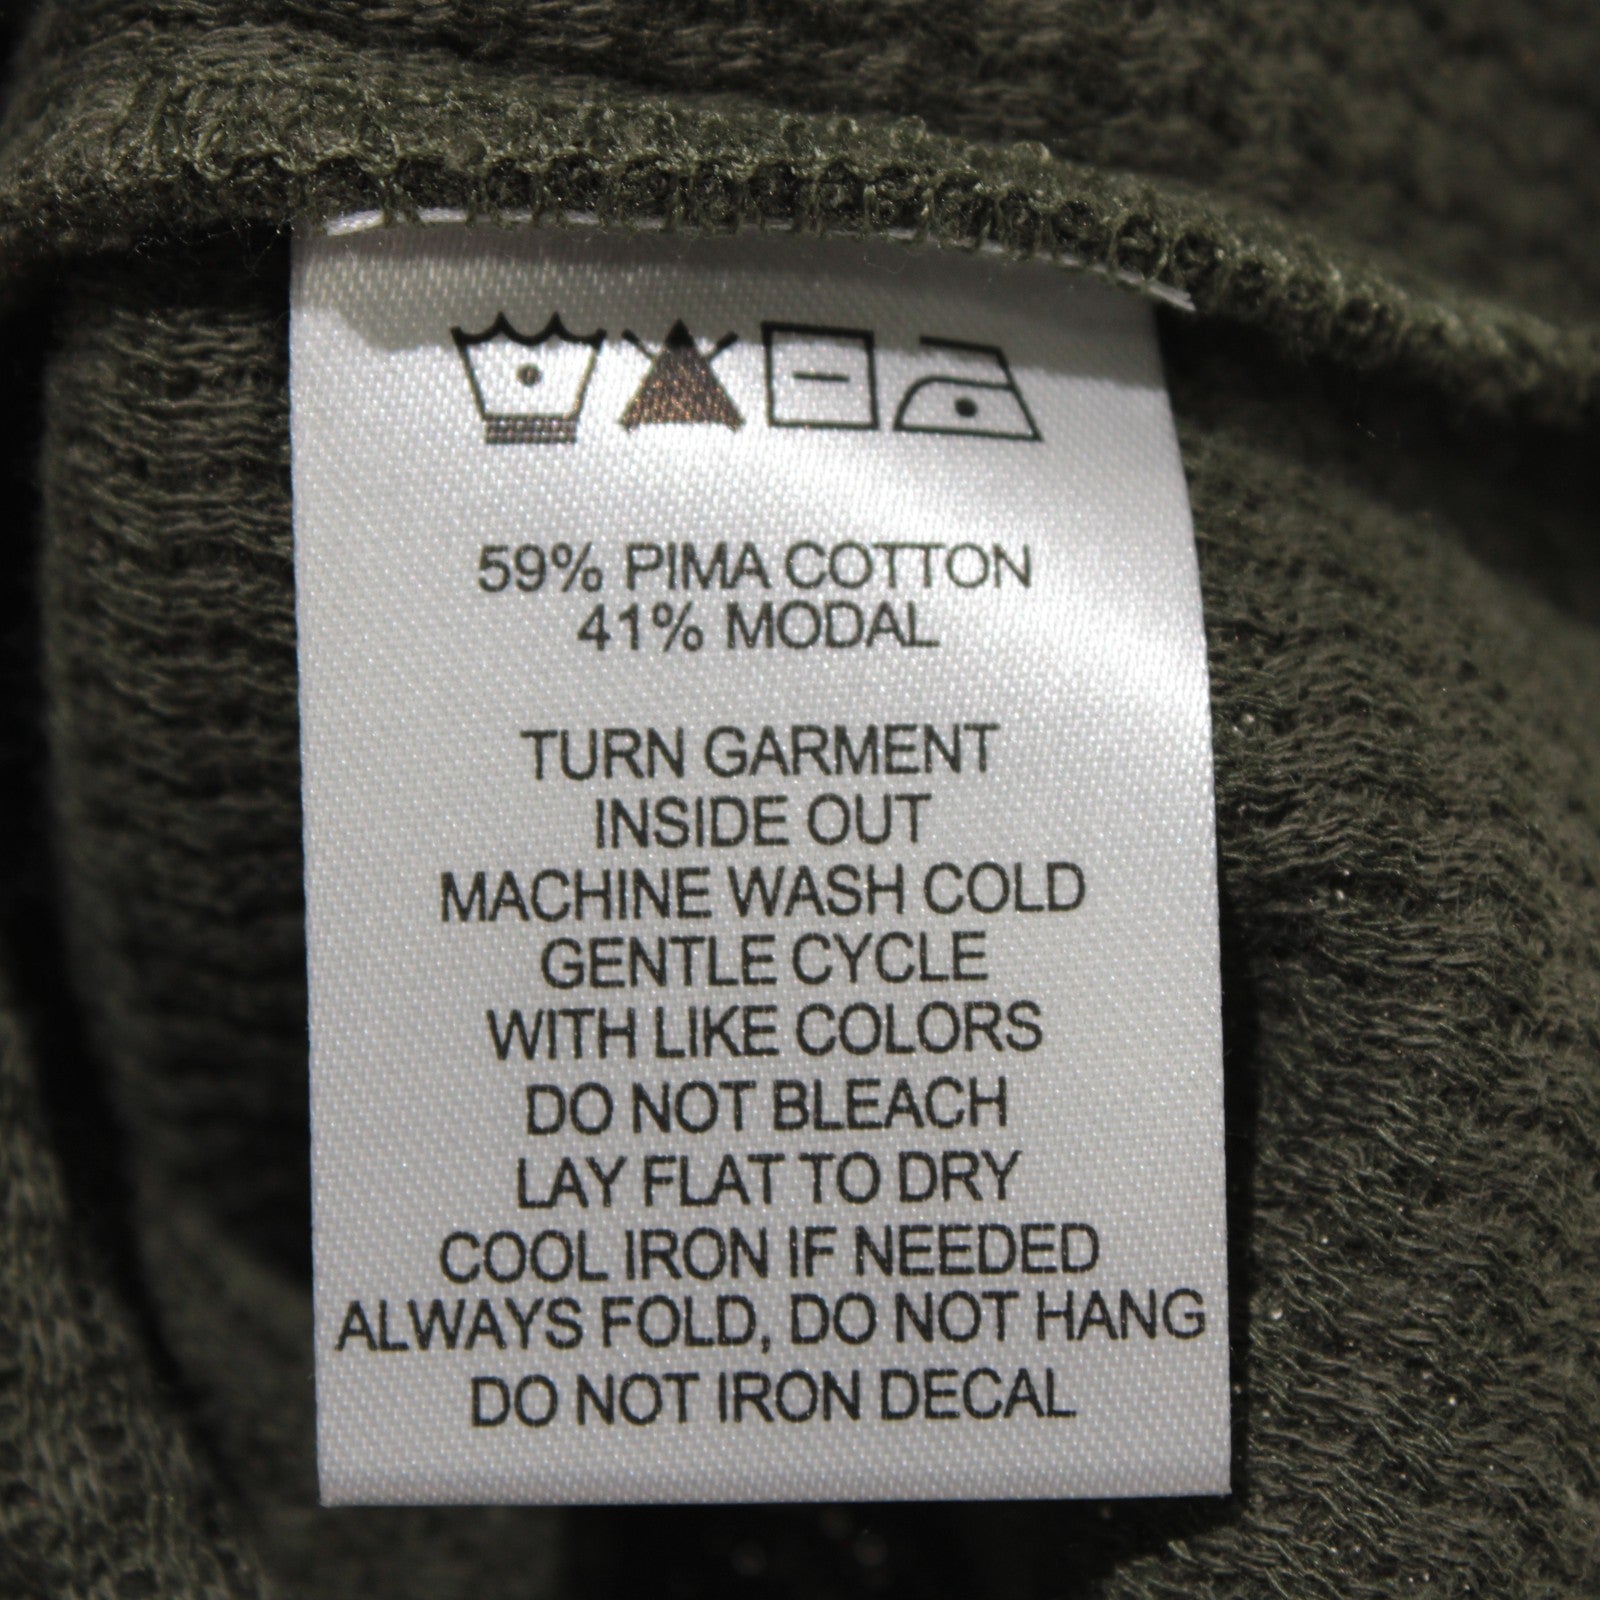 59% PIMA COTTON
41% MODAL
TURN GARMENT
INSIDE OUT
MACHINE WASH COLD
GENTLE CYCLE
WITH LIKE COLORS
DO NOT BLEACH
LAY FLAT TO DRY
COOL IRON IF NEEDED
ALWAYS FOLD, DO NOT HANG
DO NOT IRON DECAL